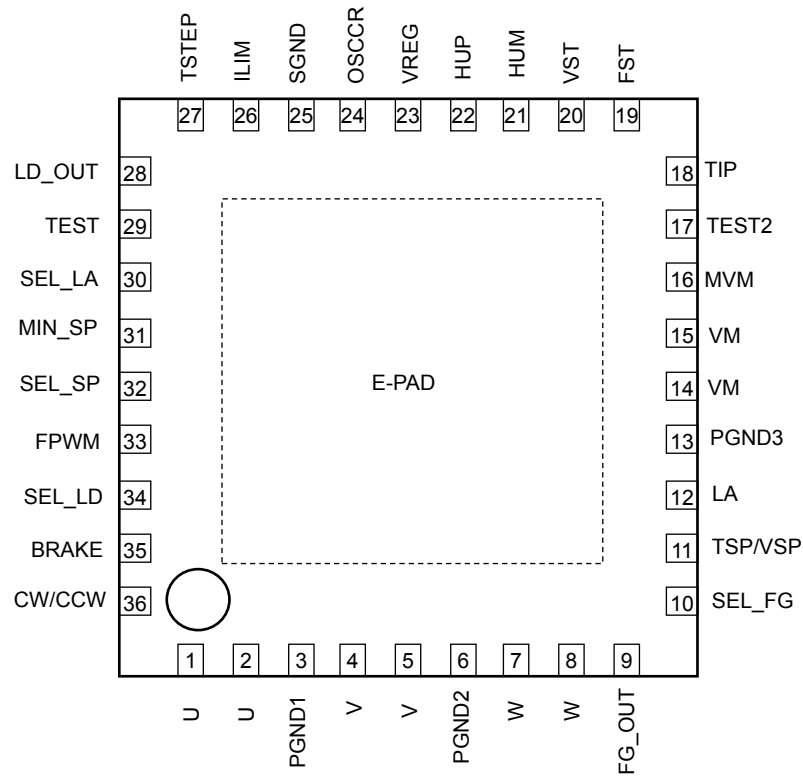 TSTEP
ILIM
SGND
OSCCR
VREG
HUP
HUM
VST
FST
27
26
25
24
23
22
21
20
19
LD_OUT 28
TEST 29
SEL_LA 30
MIN_SP 31
SEL_SP 32
FPWM 33
SEL_LD 34
BRAKE 35
CW/CCW 36
E-PAD
18 TIP
17 TEST2
16 MVM
15 VM
14 VM
13 PGND3
12 LA
11 TSP/VSP
10 SEL_FG
1
2
3
4
5
6
7
8
9
U
U
PGND1
V
V
PGND2
W
W
FG_OUT